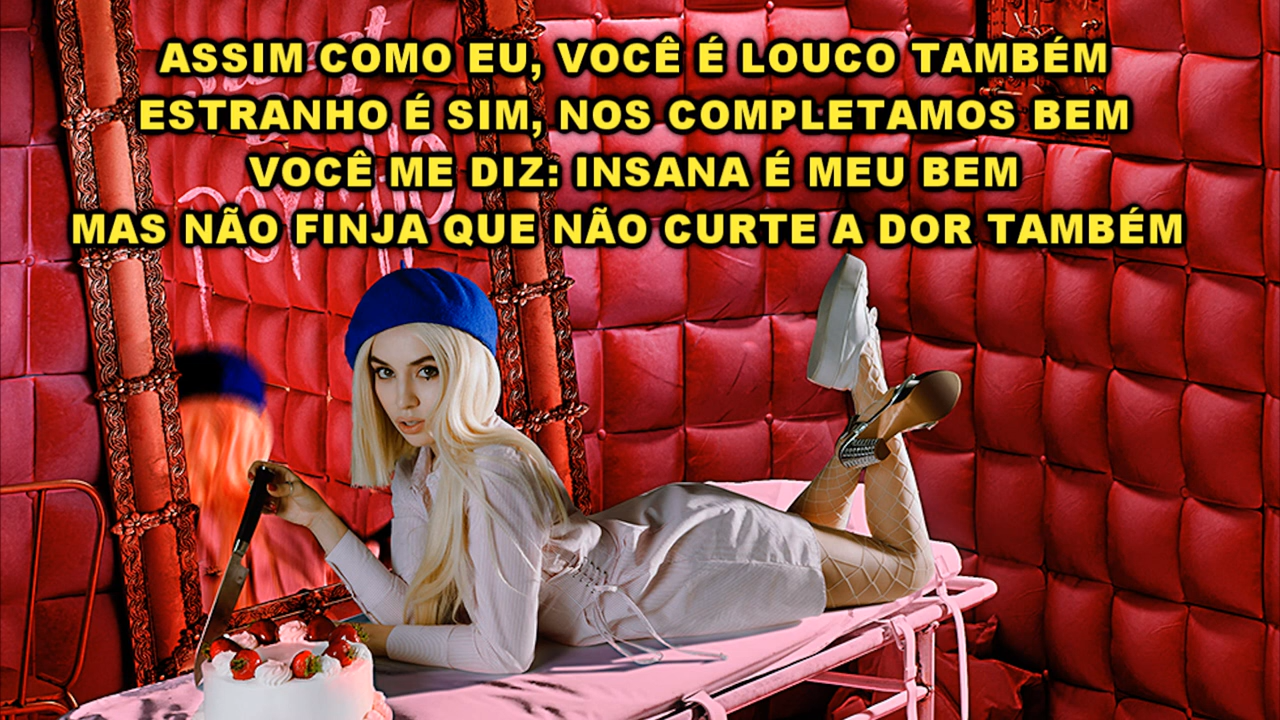 ASSIM COMO EU, VOCÊ É LOUCO TAMBÉM
ESTRANHO É SIM, NOS COMPLETAMOS BEM
VOCÊ ME DIZ: INSANA É MEU BEM
MAS NÃO FINJA QUE NÃO CURTE A DOR TAMBÉM